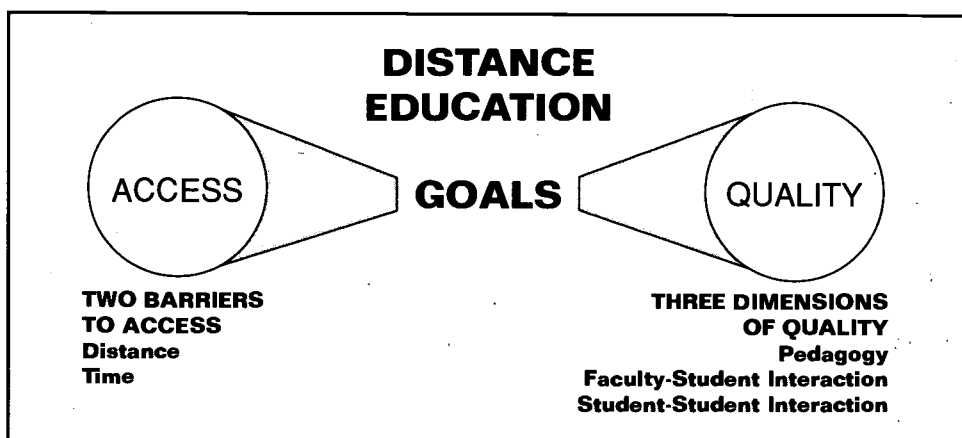 DISTANCE
EDUCATION
ACCESS
GOALS
QUALITY
TWO BARRIERS
TO ACCESS
Distance
Time
THREE DIMENSIONS
OF QUALITY
Pedagogy
Faculty-Student Interaction
Student-Student Interaction